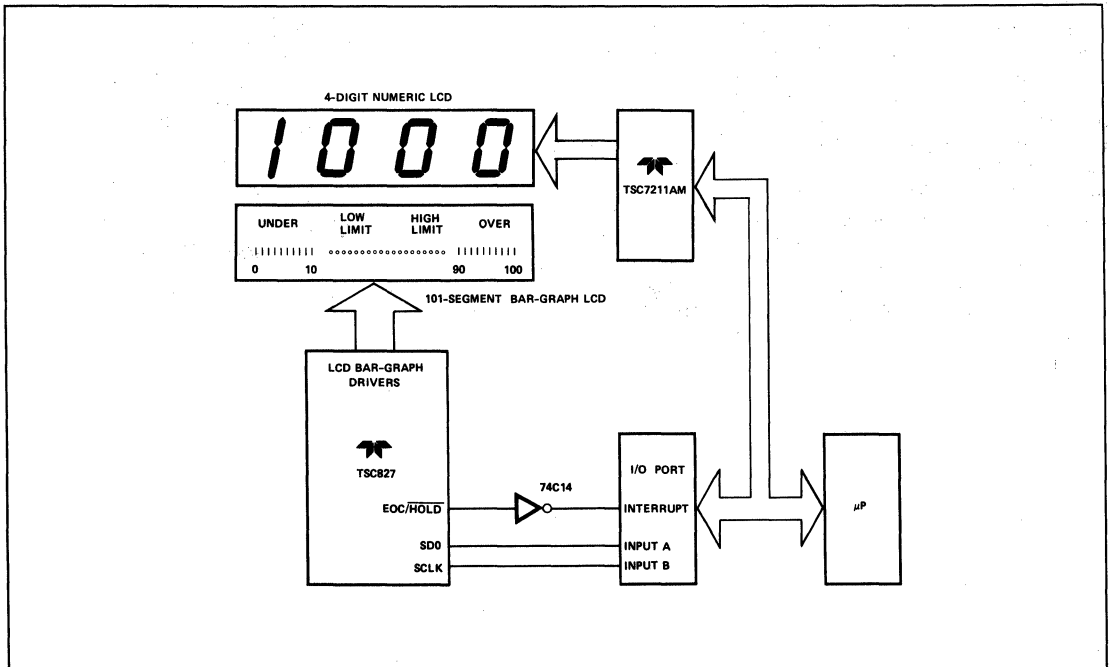 4-DIGIT NUMERIC LCD
1000
TSC7211AM
UNDER LOW LIMIT HIGH LIMIT OVER
0 10 90 100
101-SEGMENT BAR-GRAPH LCD
LCD BAR-GRAPH
DRIVERS
TSC827
EOC/HOLD
SD0
SCLK
74C14
I/O PORT
INTERRUPT
INPUT A
INPUT B
μP